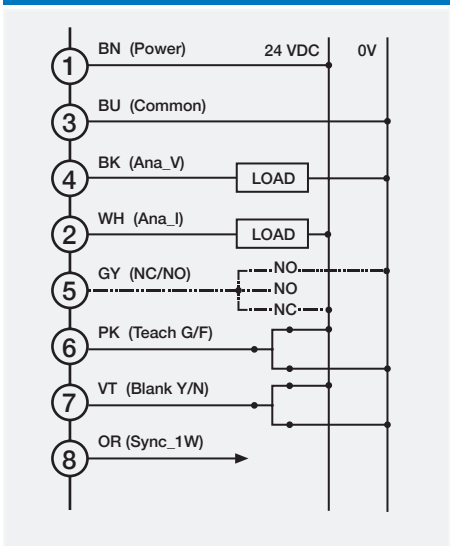 BN (Power) 24 VDC 0V
1
BU (Common)
3
BK (Ana_V)
4 LOAD
WH (Ana_I)
2 LOAD
NO
GY (NC/NO) NO
5
NC
PK (Teach G/F)
6
VT (Blank Y/N)
7
OR (Sync_1W)
8